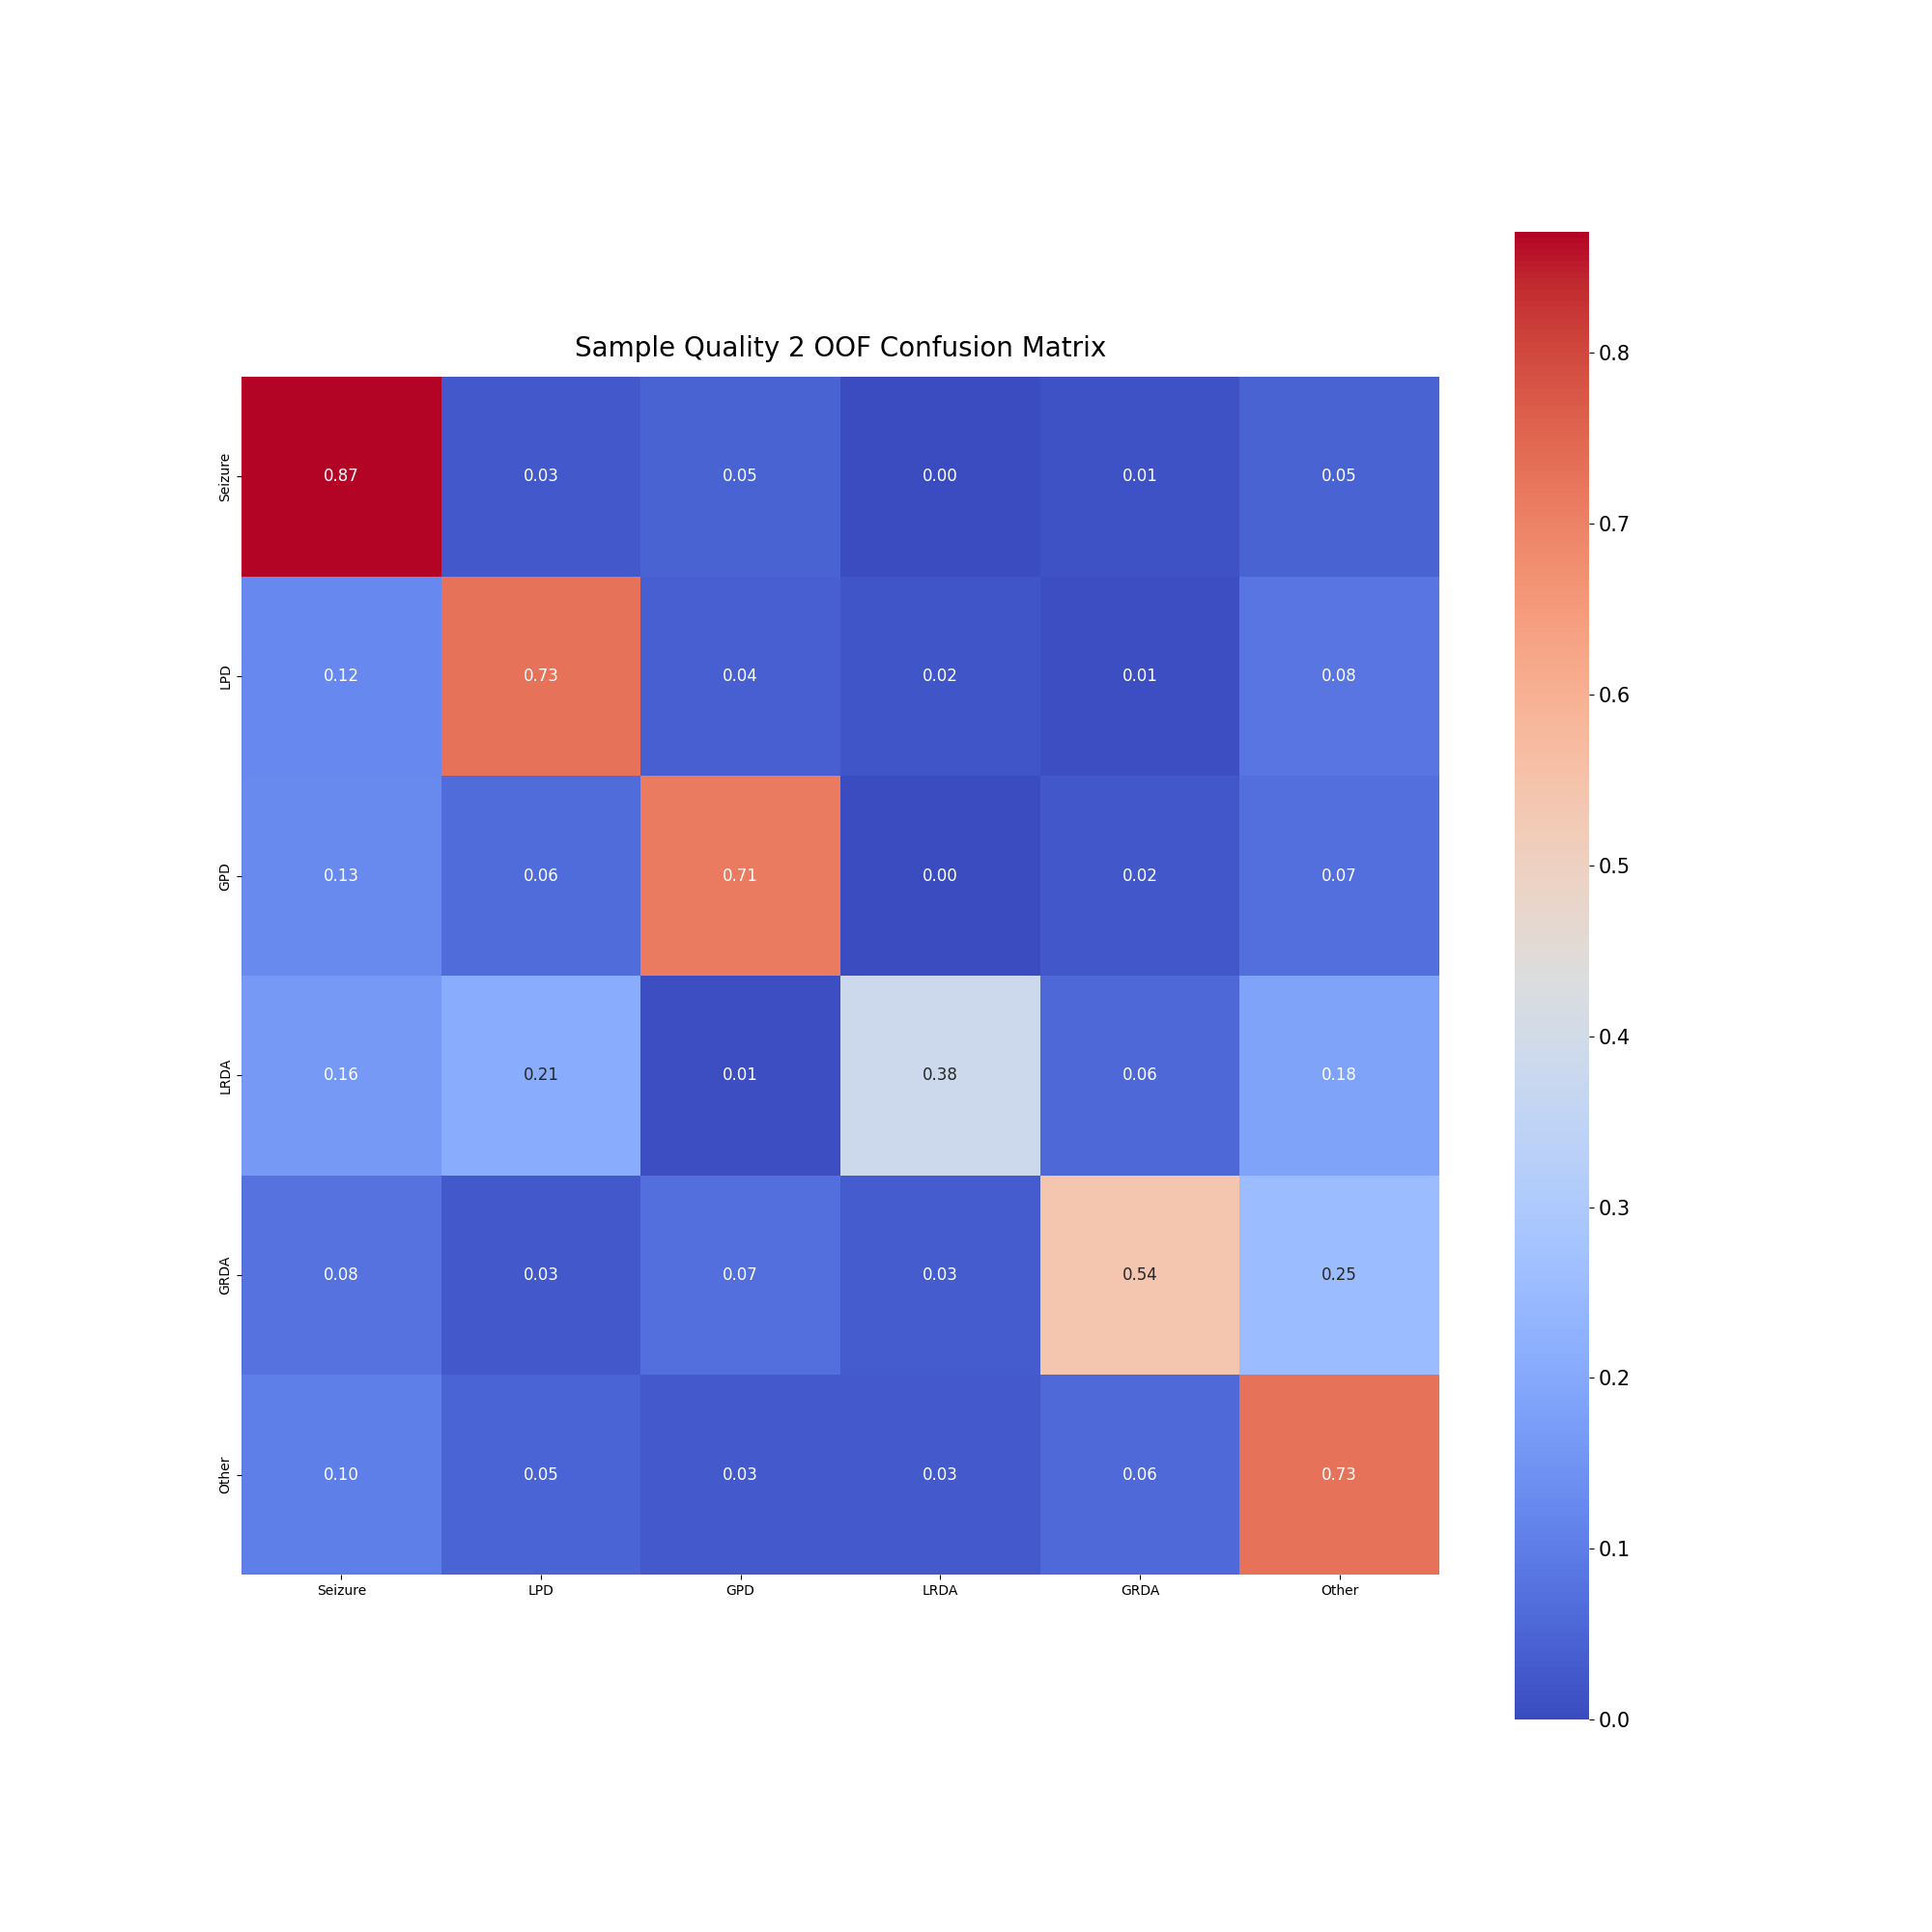 Sample Quality 2 OOF Confusion Matrix
Seizure 0.87 0.03 0.05 0.00 0.01 0.05
LPD 0.12 0.73 0.04 0.02 0.01 0.08
GPD 0.13 0.06 0.71 0.00 0.02 0.07
LRDA 0.16 0.21 0.01 0.38 0.06 0.18
GRDA 0.08 0.03 0.07 0.03 0.54 0.25
Other 0.10 0.05 0.03 0.03 0.06 0.73
Seizure LPD GPD LRDA GRDA Other
0.8
0.7
0.6
0.5
0.4
0.3
0.2
0.1
0.0